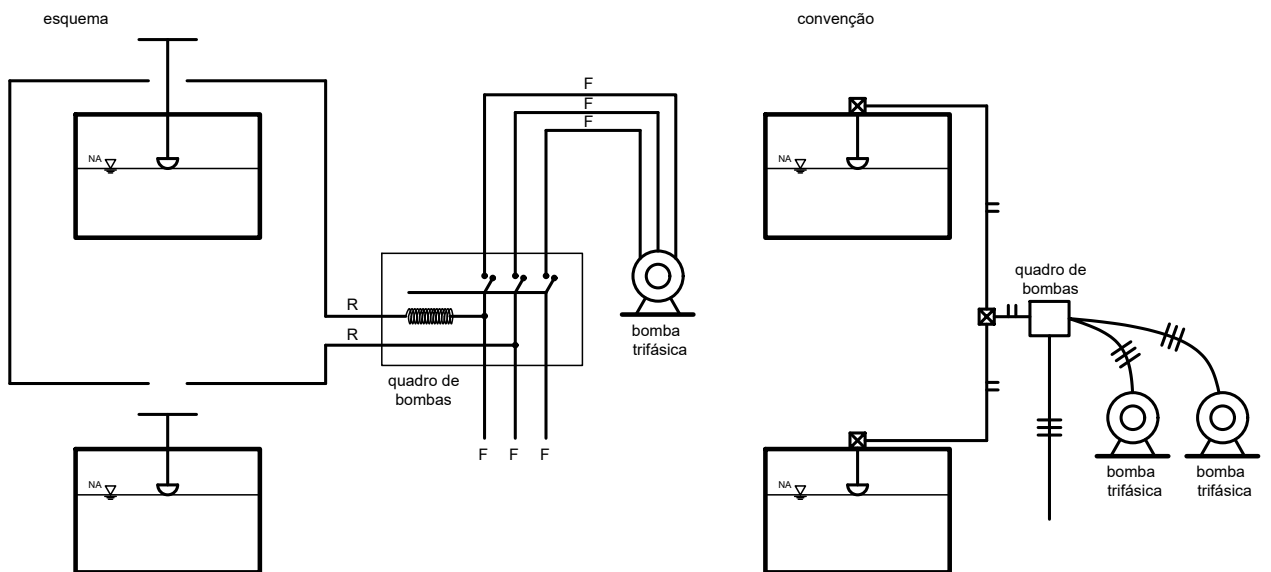 esquema
convenção
F
F
F
NA
NA
R
R
quadro de
bombas
bomba
trifásica
quadro de
bombas
F F F
NA
NA
bomba
trifásica
bomba
trifásica